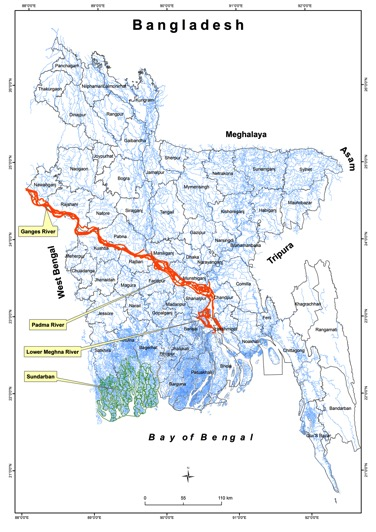 Bangladesh
Panchagarh
Thakurgaon
Nilphamari
Lalmonirhat
Kurigram
Dinajpur
Rangpur
Gaibandha
Meghalaya
Asam
Joypurhat
Sherpur
Naogaon
Bogra
Jamalpur
Netrakona
Sunamganj
Sylhet
Mymensingh
Nawabganj
Rajshahi
Natore
Sirajganj
Tangail
Kishoreganj
Habiganj
Maulvibazar
Ganges River
Pabna
Gazipur
Narsingdi
Brahmanbaria
Kushtia
Manikganj
Dhaka
Narayanganj
Tripura
West Bengal
Meherpur
Chuadanga
Rajbari
Jhenaidah
Faridpur
Munshiganj
Magura
Comilla
Shariatpur
Chandpur
Madaripur
Khagrachhari
Narail
Gopalganj
Jessore
Padma River
Feni
Lakshmipur
Barisal
Noakhali
Rangamati
Lower Meghna River
Satkhira
Bagerhat
Chittagong
Bhola
Sundarban
Patuakhali
Barguna
Bandarban
Cox'S Bazar
Bay of Bengal
0 55 110 km